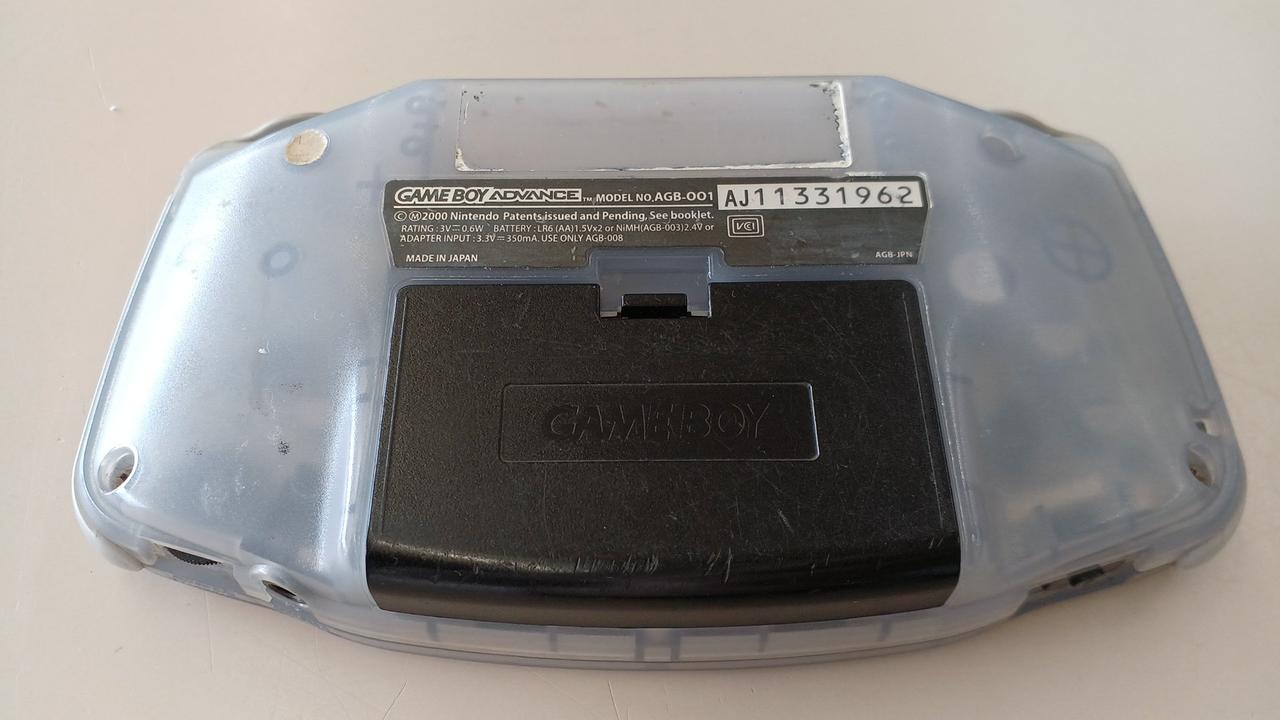 GAME BOY ADVANCE™ MODEL NO.AGB-001 AJ11331962
©Ⓜ2000 Nintendo Patents issued and Pending, See booklet.
RATING : 3V⎓0.6W BATTERY : LR6 (AA)1.5Vx2 or NiMH(AGB-003)2.4V or
ADAPTER INPUT : 3.3V⎓350mA. USE ONLY AGB-008
VCI
MADE IN JAPAN
AGB-JPN
GAME BOY